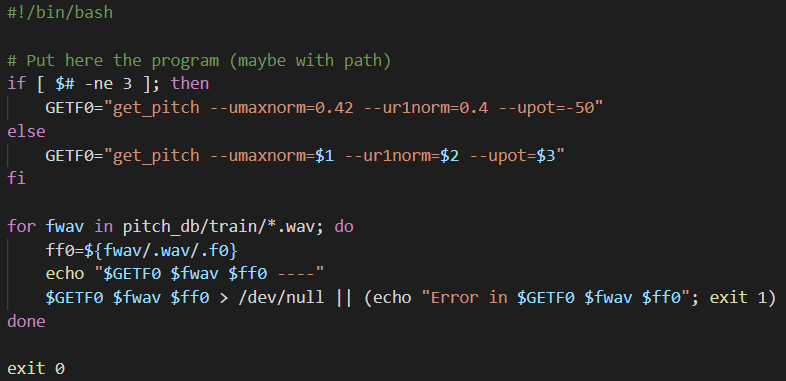 #!/bin/bash

# Put here the program (maybe with path)
if [ $# -ne 3 ]; then
    GETF0="get_pitch --umaxnorm=0.42 --ur1norm=0.4 --upot=-50"
else
    GETF0="get_pitch --umaxnorm=$1 --ur1norm=$2 --upot=$3"
fi

for fwav in pitch_db/train/*.wav; do
    ff0=${fwav/.wav/.f0}
    echo "$GETF0 $fwav $ff0 ----"
    $GETF0 $fwav $ff0 > /dev/null || (echo "Error in $GETF0 $fwav $ff0"; exit 1)
done

exit 0